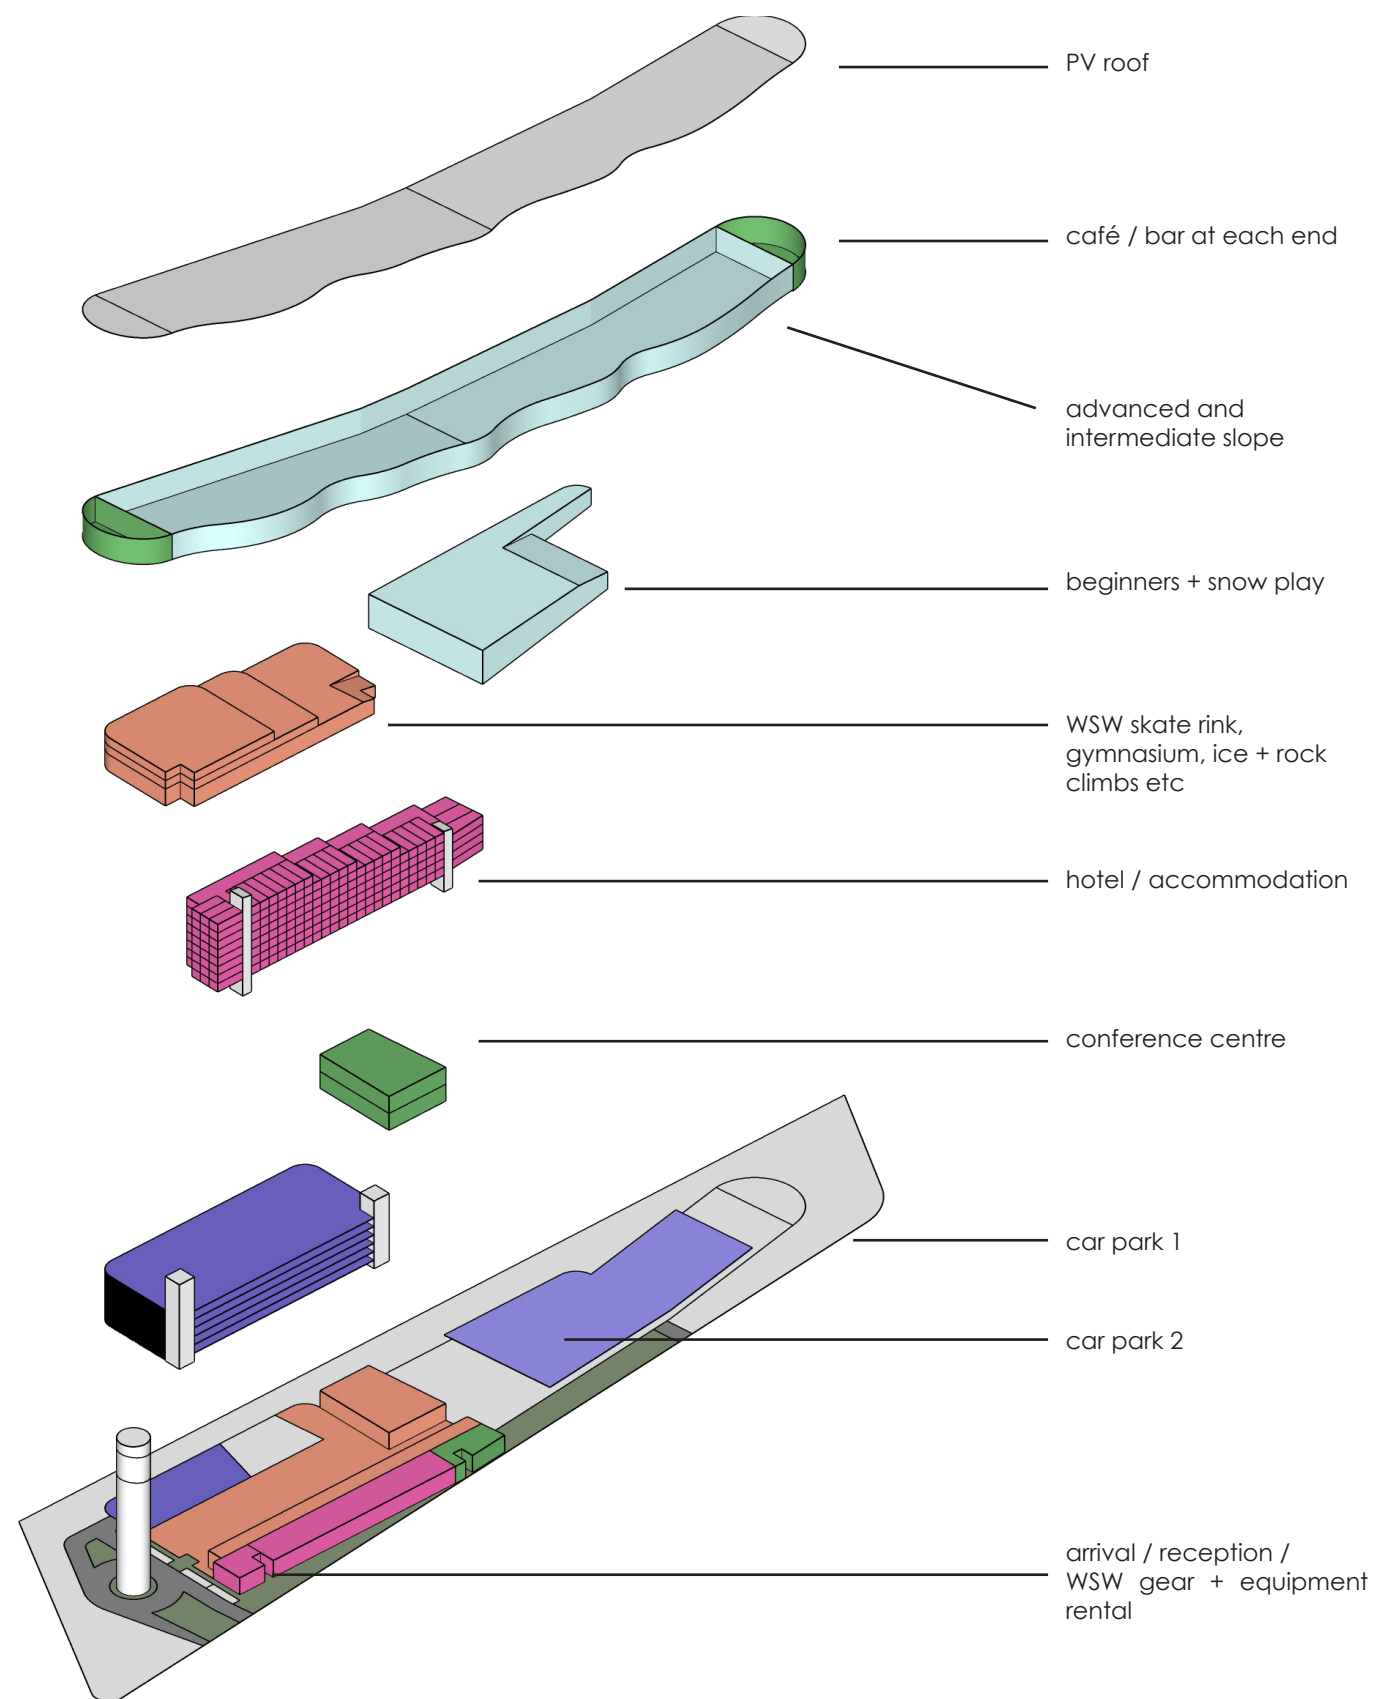 PV roof
café / bar at each end
advanced and
intermediate slope
beginners + snow play
WSW skate rink,
gymnasium, ice + rock
climbs etc
hotel / accommodation
conference centre
car park 1
car park 2
arrival / reception /
WSW gear + equipment
rental